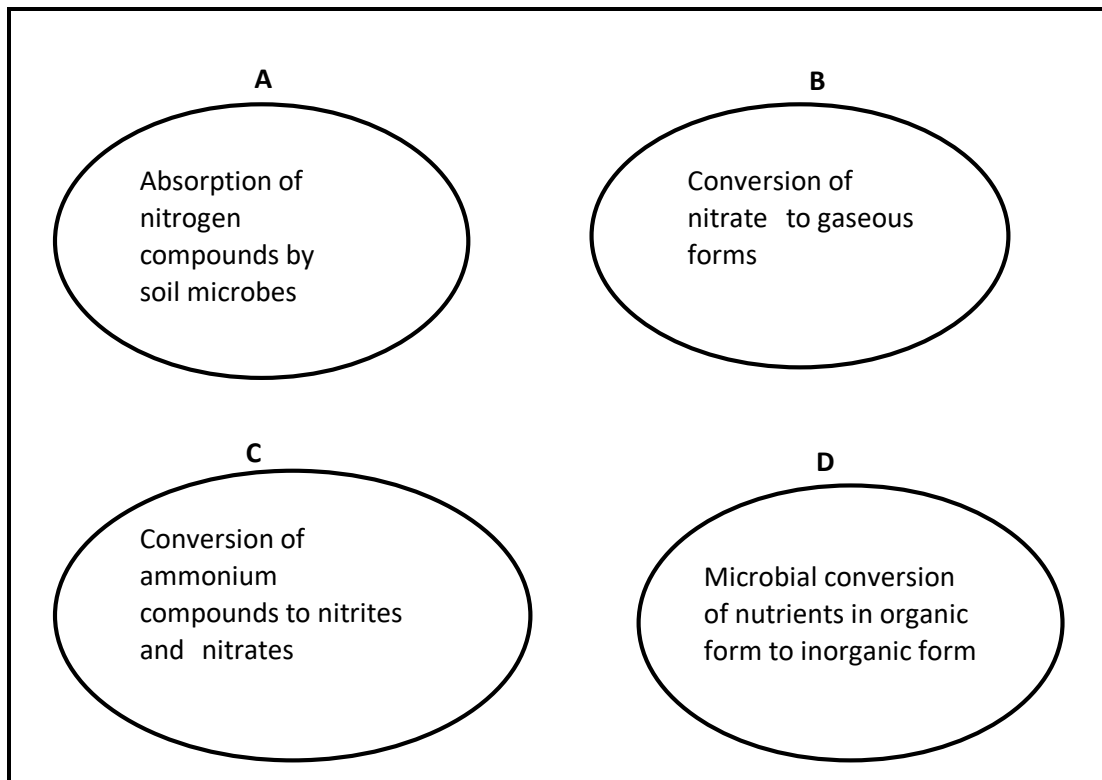 A
B
Absorption of
nitrogen
compounds by
soil microbes
Conversion of
nitrate to gaseous
forms
C
D
Conversion of
ammonium
compounds to nitrites
and nitrates
Microbial conversion
of nutrients in organic
form to inorganic form